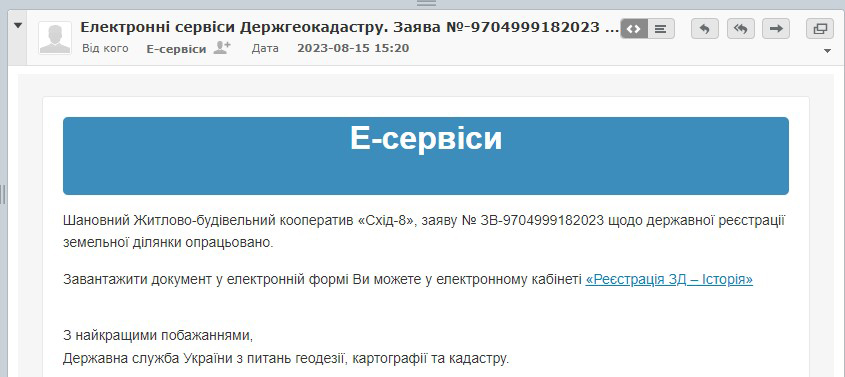 Електронні сервіси Держгеокадастру. Заява №-9704999182023 ...
Від кого Е-сервіси Дата 2023-08-15 15:20
Е-сервіси
Шановний Житлово-будівельний кооператив «Схід-8», заяву № ЗВ-9704999182023 щодо державної реєстрації
земельної ділянки опрацьовано.
Завантажити документ у електронній формі Ви можете у електронному кабінеті «Реєстрація ЗД – Історія»
З найкращими побажаннями,
Державна служба України з питань геодезії, картографії та кадастру.